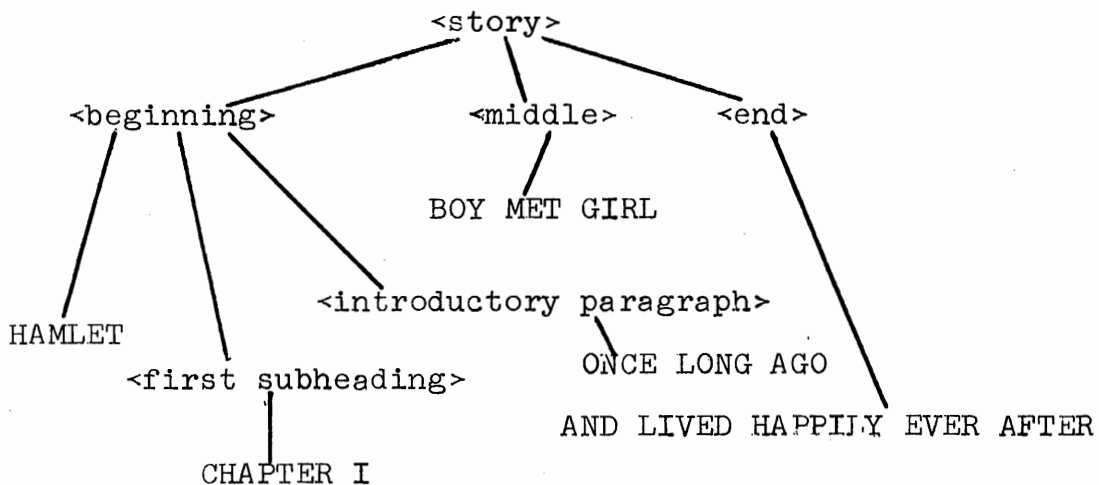 <story>
<beginning> <middle> <end>
BOY MET GIRL
<introductory paragraph>
HAMLET
ONCE LONG AGO
<first subheading>
AND LIVED HAPPILY EVER AFTER
CHAPTER I